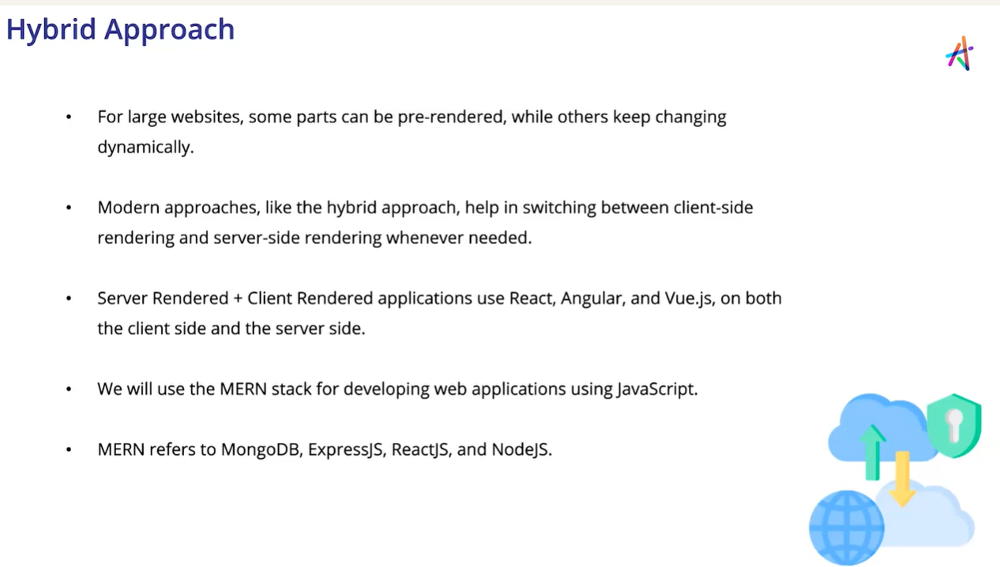 Hybrid Approach
• For large websites, some parts can be pre-rendered, while others keep changing
dynamically.
• Modern approaches, like the hybrid approach, help in switching between client-side
rendering and server-side rendering whenever needed.
• Server Rendered + Client Rendered applications use React, Angular, and Vue.js, on both
the client side and the server side.
• We will use the MERN stack for developing web applications using JavaScript.
• MERN refers to MongoDB, ExpressJS, ReactJS, and NodeJS.